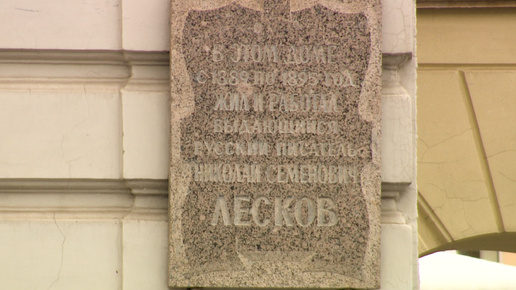 В ЭТОМ ДОМЕ
С 1889 ПО 1895 ГОД
ЖИЛ И РАБОТАЛ
ВЫДАЮЩИЙСЯ
РУССКИЙ ПИСАТЕЛЬ
НИКОЛАЙ СЕМЕНОВИЧ
ЛЕСКОВ